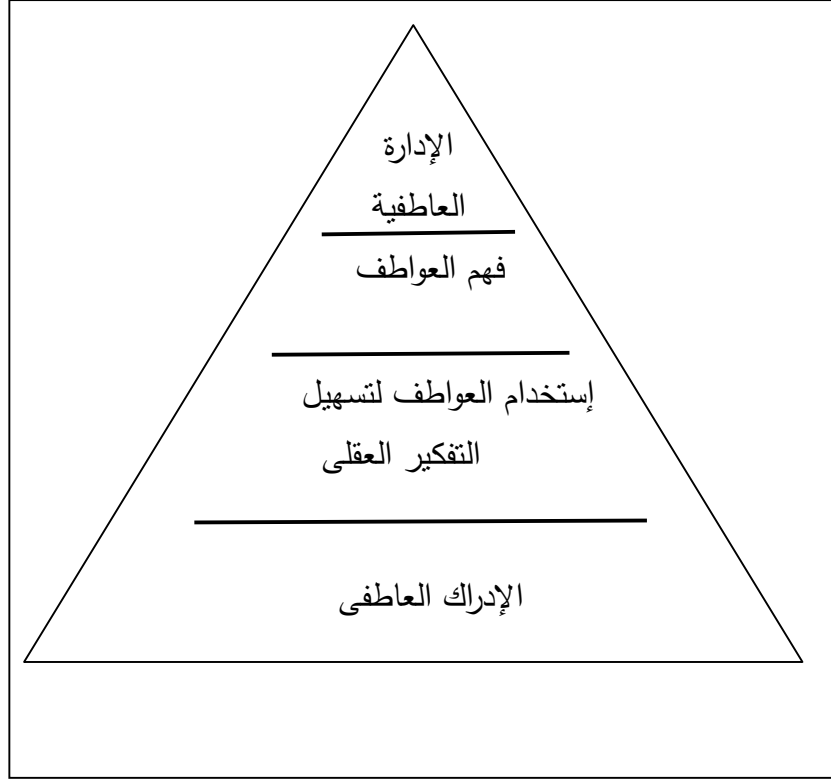 الإدارة
العاطفية
فهم العواطف
إستخدام العواطف لتسهيل
التفكير العقلى
الإدراك العاطفى